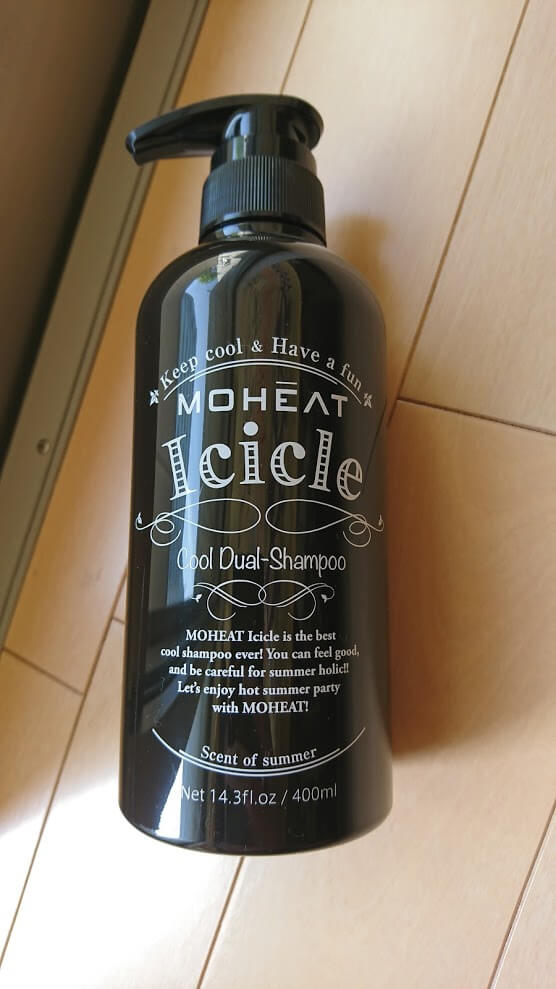 Keep cool & Have a fun
MOHĒAT
Icicle
Cool Dual-Shampoo
MOHEAT Icicle is the best
cool shampoo ever! You can feel good,
and be careful for summer holic!!
Let's enjoy hot summer party
with MOHEAT!
Scent of summer
Net 14.3fl.oz / 400ml